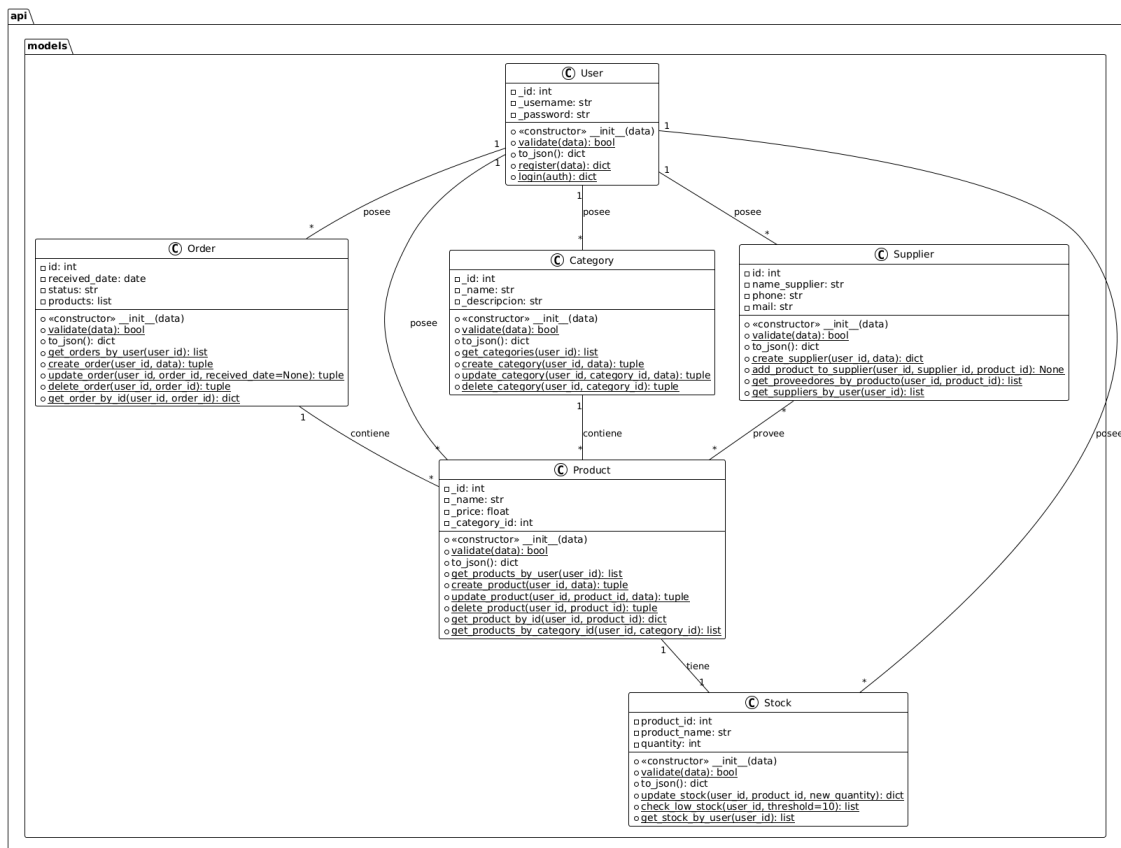 api
models
C User
_id: int
_username: str
_password: str
«constructor» __init__(data)
validate(data): bool
to_json(): dict
register(data): dict
login(auth): dict
1
1
1
1
1
posee
posee
posee
posee
posee
*
*
*
C Order
id: int
received_date: date
status: str
products: list
«constructor» __init__(data)
validate(data): bool
to_json(): dict
get_orders_by_user(user_id): list
create_order(user_id, data): tuple
update_order(user_id, order_id, received_date=None): tuple
delete_order(user_id, order_id): tuple
get_order_by_id(user_id, order_id): dict
C Category
_id: int
_name: str
_descripcion: str
«constructor» __init__(data)
validate(data): bool
to_json(): dict
get_categories(user_id): list
create_category(user_id, data): tuple
update_category(user_id, category_id, data): tuple
delete_category(user_id, category_id): tuple
C Supplier
id: int
name_supplier: str
phone: str
mail: str
«constructor» __init__(data)
validate(data): bool
to_json(): dict
create_supplier(user_id, data): dict
add_product_to_supplier(user_id, supplier_id, product_id): None
get_proveedores_by_producto(user_id, product_id): list
get_suppliers_by_user(user_id): list
1
1
*
contiene
contiene
provee
*
*
*
*
C Product
_id: int
_name: str
_price: float
_category_id: int
«constructor» __init__(data)
validate(data): bool
to_json(): dict
get_products_by_user(user_id): list
create_product(user_id, data): tuple
update_product(user_id, product_id, data): tuple
delete_product(user_id, product_id): tuple
get_product_by_id(user_id, product_id): dict
get_products_by_category_id(user_id, category_id): list
1
tiene
1
*
C Stock
product_id: int
product_name: str
quantity: int
«constructor» __init__(data)
validate(data): bool
to_json(): dict
update_stock(user_id, product_id, new_quantity): dict
check_low_stock(user_id, threshold=10): list
get_stock_by_user(user_id): list